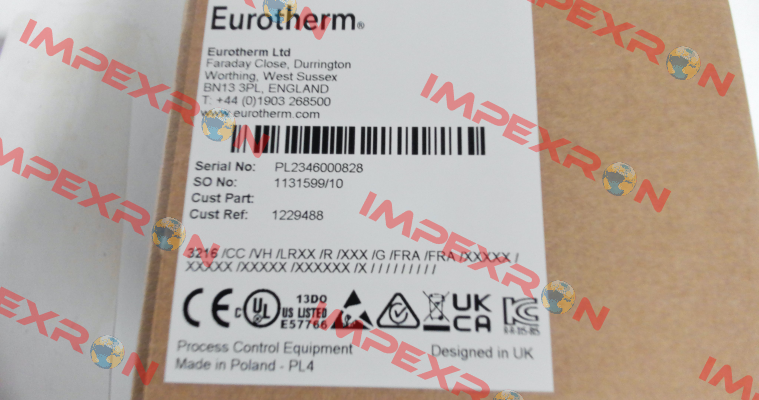 Eurotherm®
Eurotherm Ltd
Faraday Close, Durrington
Worthing, West Sussex
BN13 3PL, ENGLAND
T: +44 (0)1903 268500
www.eurotherm.com
Serial No: PL2346000828
SO No: 1131599/10
Cust Part:
Cust Ref: 1229488
3216 /CC /VH /LRXX /R /XXX /G /FRA /FRA /XXXXX /
XXXXX /XXXXX /XXXXXX /X / / / / / / / / /
CE
C UL US LISTED
13DO
E57766
UK
CA
Process Control Equipment
Designed in UK
Made in Poland - PL4
IMPEXRON
IMPEXRON
IMPEXRON
IMPEXRON
IMPEXRON
IMPEXRON